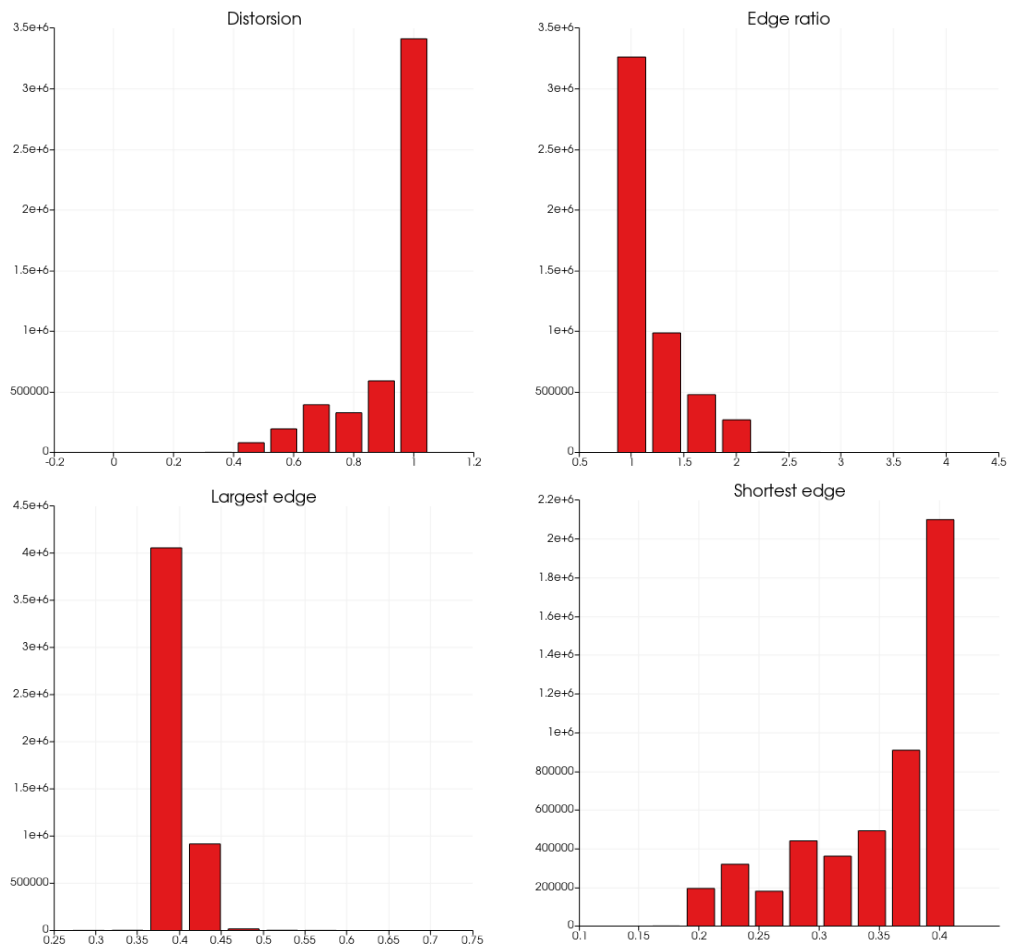 Distorsion
3.5e+6
3e+6
2.5e+6
2e+6
1.5e+6
1e+6
500000
0
-0.2 0 0.2 0.4 0.6 0.8 1 1.2
Edge ratio
3.5e+6
3e+6
2.5e+6
2e+6
1.5e+6
1e+6
500000
0
0.5 1 1.5 2 2.5 3 3.5 4 4.5
Largest edge
4.5e+6
4e+6
3.5e+6
3e+6
2.5e+6
2e+6
1.5e+6
1e+6
500000
0
0.25 0.3 0.35 0.4 0.45 0.5 0.55 0.6 0.65 0.7 0.75
Shortest edge
2.2e+6
2e+6
1.8e+6
1.6e+6
1.4e+6
1.2e+6
1e+6
800000
600000
400000
200000
0
0.1 0.15 0.2 0.25 0.3 0.35 0.4